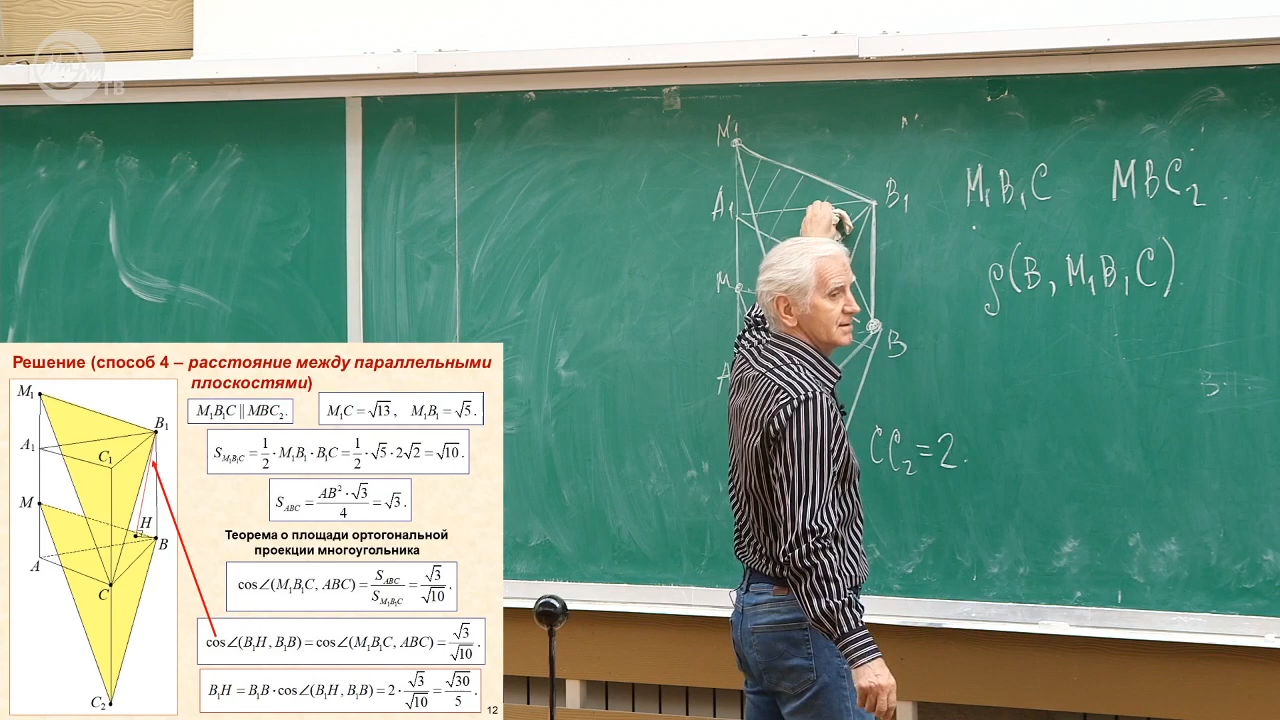 ТВ
M₁
A₁
M
A
B₁
B
M₁B₁C MBC₂
ρ(B, M₁B₁C)
CC₂=2.
Решение (способ 4 – расстояние между параллельными
плоскостями)
M₁
B₁
A₁
C₁
M
H
B
A
C
C₂
M₁B₁C || MBC₂.
M₁C = √13, M₁B₁ = √5.
S_{M₁B₁C} = 1/2 · M₁B₁ · B₁C = 1/2 · √5 · 2√2 = √10.
S_{ABC} = AB² · √3 / 4 = √3.
Теорема о площади ортогональной
проекции многоугольника
cos∠(M₁B₁C, ABC) = S_{ABC} / S_{M₁B₁C} = √3 / √10.
cos∠(B₁H, B₁B) = cos∠(M₁B₁C, ABC) = √3 / √10.
B₁H = B₁B · cos∠(B₁H, B₁B) = 2 · √3 / √10 = √30 / 5.
12